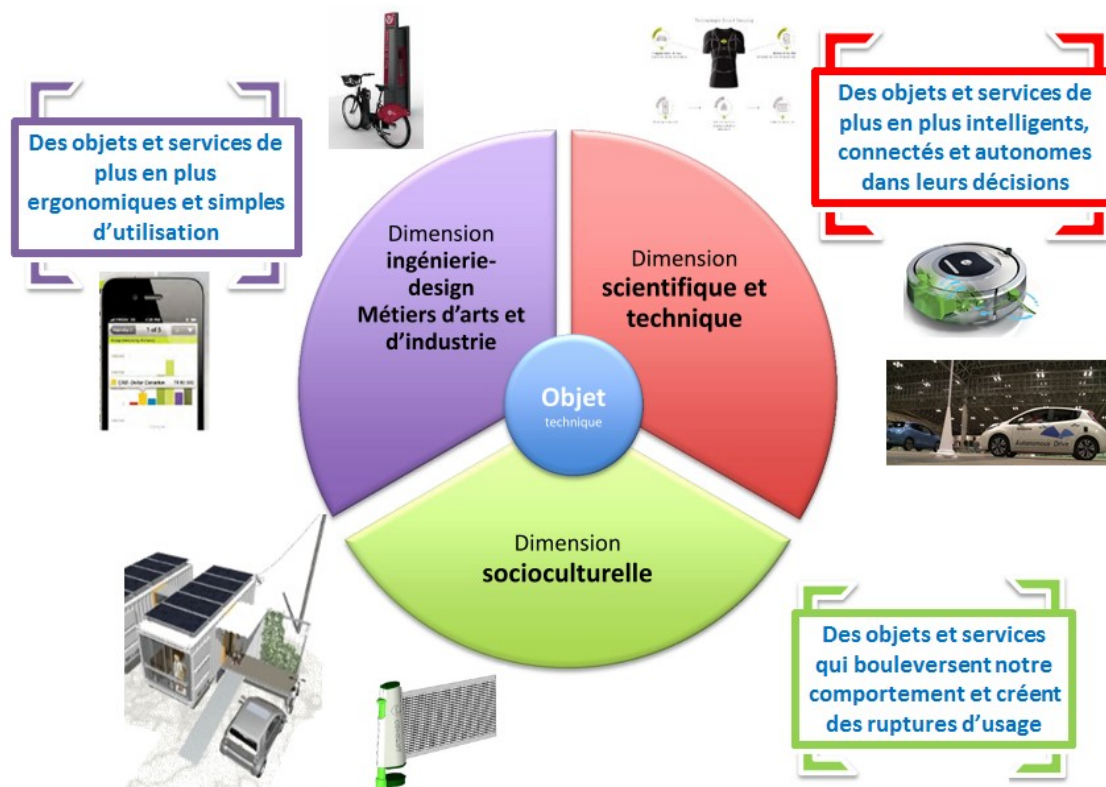 Des objets et services de
plus en plus
ergonomiques et simples
d'utilisation
Des objets et services de
plus en plus intelligents,
connectés et autonomes
dans leurs décisions
Dimension
ingénierie-
design
Métiers d'arts et
d'industrie
Dimension
scientifique et
technique
Objet
technique
1 of 5
Autonomous Drive
Dimension
socioculturelle
Des objets et services
qui bouleversent notre
comportement et créent
des ruptures d'usage